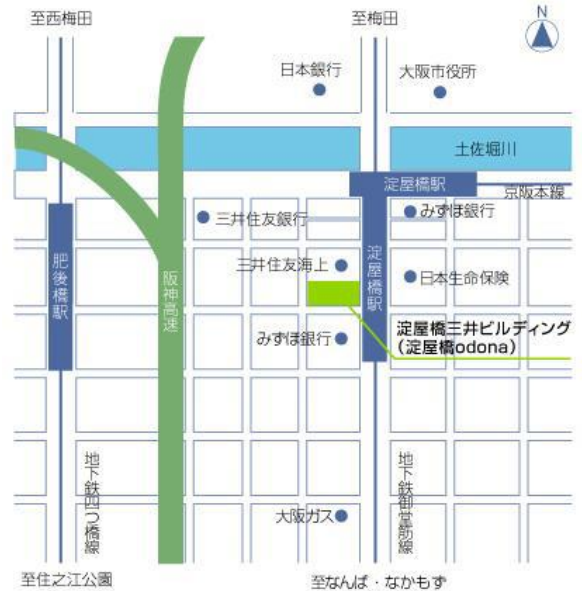 至西梅田
至梅田
N
日本銀行
大阪市役所
土佐堀川
淀屋橋駅
京阪本線
みずほ銀行
三井住友銀行
肥後橋駅
阪神高速
三井住友海上
淀屋橋駅
日本生命保険
淀屋橋三井ビルディング
（淀屋橋odona）
みずほ銀行
地下鉄四つ橋線
地下鉄御堂筋線
大阪ガス
至住之江公園
至なんば・なかもず